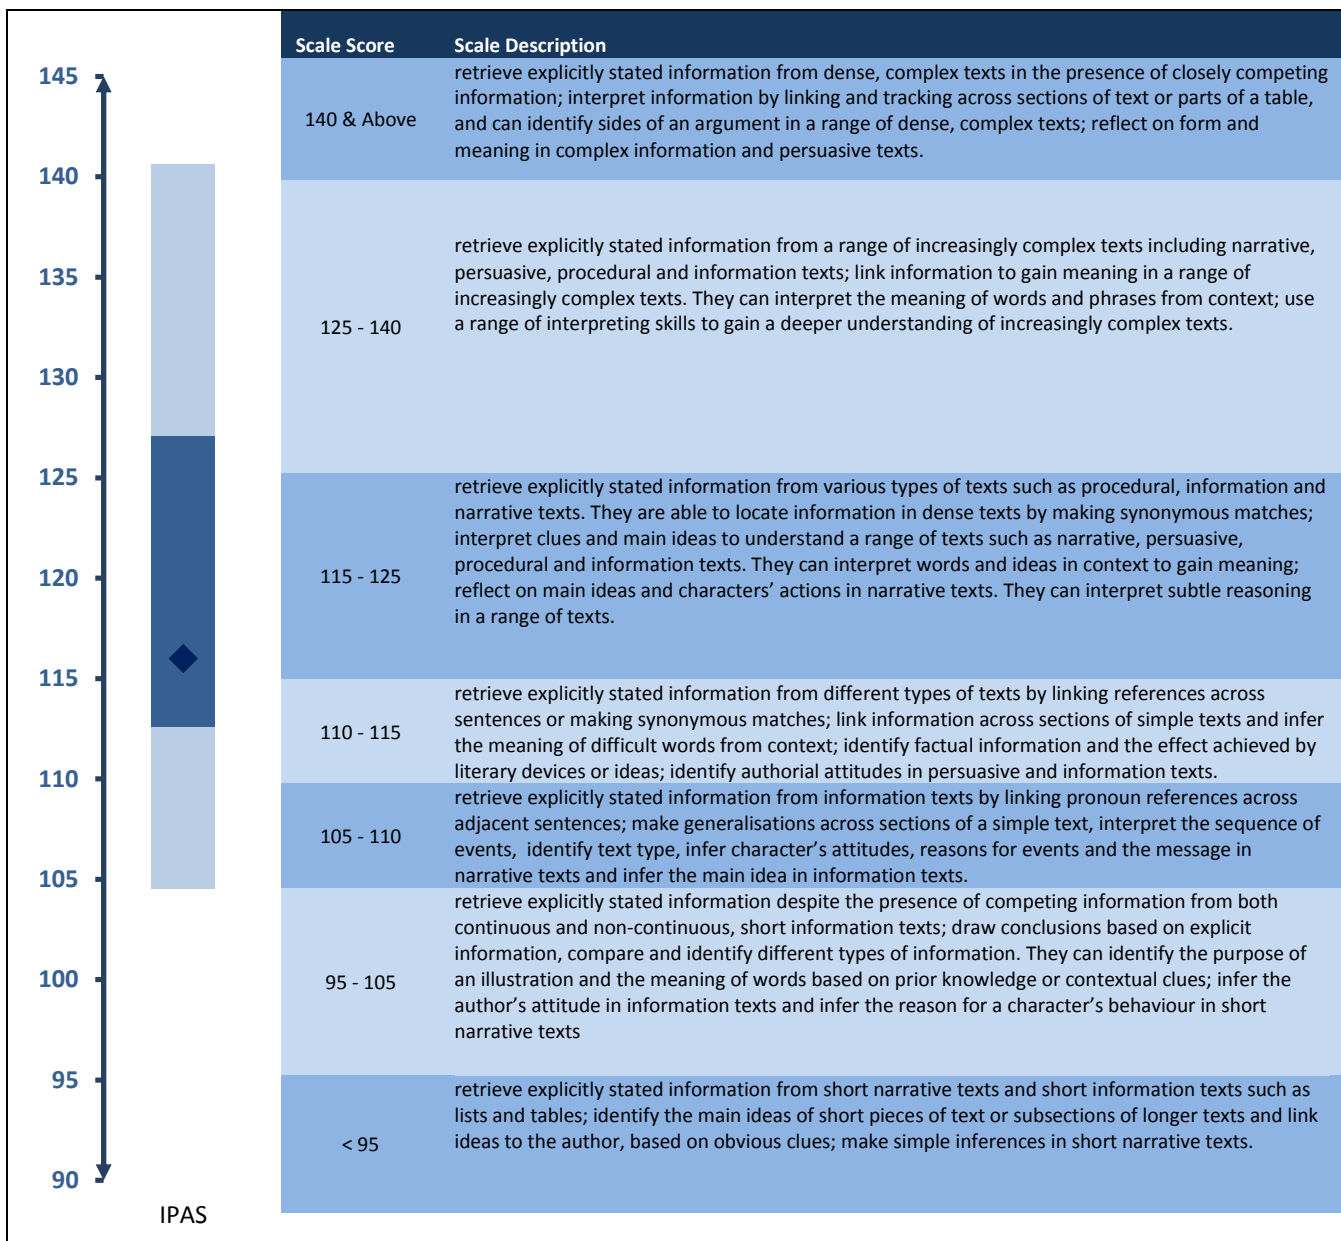 Scale Score Scale Description
145
140
135
130
125
120
115
110
105
100
95
90
IPAS
140 & Above
retrieve explicitly stated information from dense, complex texts in the presence of closely competing
information; interpret information by linking and tracking across sections of text or parts of a table,
and can identify sides of an argument in a range of dense, complex texts; reflect on form and
meaning in complex information and persuasive texts.
125 - 140
retrieve explicitly stated information from a range of increasingly complex texts including narrative,
persuasive, procedural and information texts; link information to gain meaning in a range of
increasingly complex texts. They can interpret the meaning of words and phrases from context; use
a range of interpreting skills to gain a deeper understanding of increasingly complex texts.
115 - 125
retrieve explicitly stated information from various types of texts such as procedural, information and
narrative texts. They are able to locate information in dense texts by making synonymous matches;
interpret clues and main ideas to understand a range of texts such as narrative, persuasive,
procedural and information texts. They can interpret words and ideas in context to gain meaning;
reflect on main ideas and characters’ actions in narrative texts. They can interpret subtle reasoning
in a range of texts.
110 - 115
retrieve explicitly stated information from different types of texts by linking references across
sentences or making synonymous matches; link information across sections of simple texts and infer
the meaning of difficult words from context; identify factual information and the effect achieved by
literary devices or ideas; identify authorial attitudes in persuasive and information texts.
105 - 110
retrieve explicitly stated information from information texts by linking pronoun references across
adjacent sentences; make generalisations across sections of a simple text, interpret the sequence of
events, identify text type, infer character’s attitudes, reasons for events and the message in
narrative texts and infer the main idea in information texts.
95 - 105
retrieve explicitly stated information despite the presence of competing information from both
continuous and non-continuous, short information texts; draw conclusions based on explicit
information, compare and identify different types of information. They can identify the purpose of
an illustration and the meaning of words based on prior knowledge or contextual clues; infer the
author’s attitude in information texts and infer the reason for a character’s behaviour in short
narrative texts
< 95
retrieve explicitly stated information from short narrative texts and short information texts such as
lists and tables; identify the main ideas of short pieces of text or subsections of longer texts and link
ideas to the author, based on obvious clues; make simple inferences in short narrative texts.